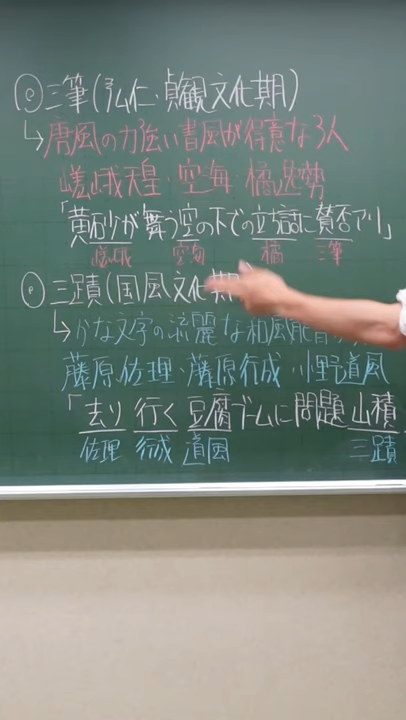 ◎三筆(弘仁・貞観文化期)
↳唐風の力強い書風が得意な3人
嵯峨天皇・空海・橘逸勢
「黄砂が舞う空の下での立ち話に賛否アリ」
嵯峨 空海 橘 三筆
◎三蹟(国風文化期
↳かな文字の流麗な和風
藤原佐理・藤原行成・小野道風
「去り行く豆腐ブームに問題山積
佐理 行成 道風 三蹟